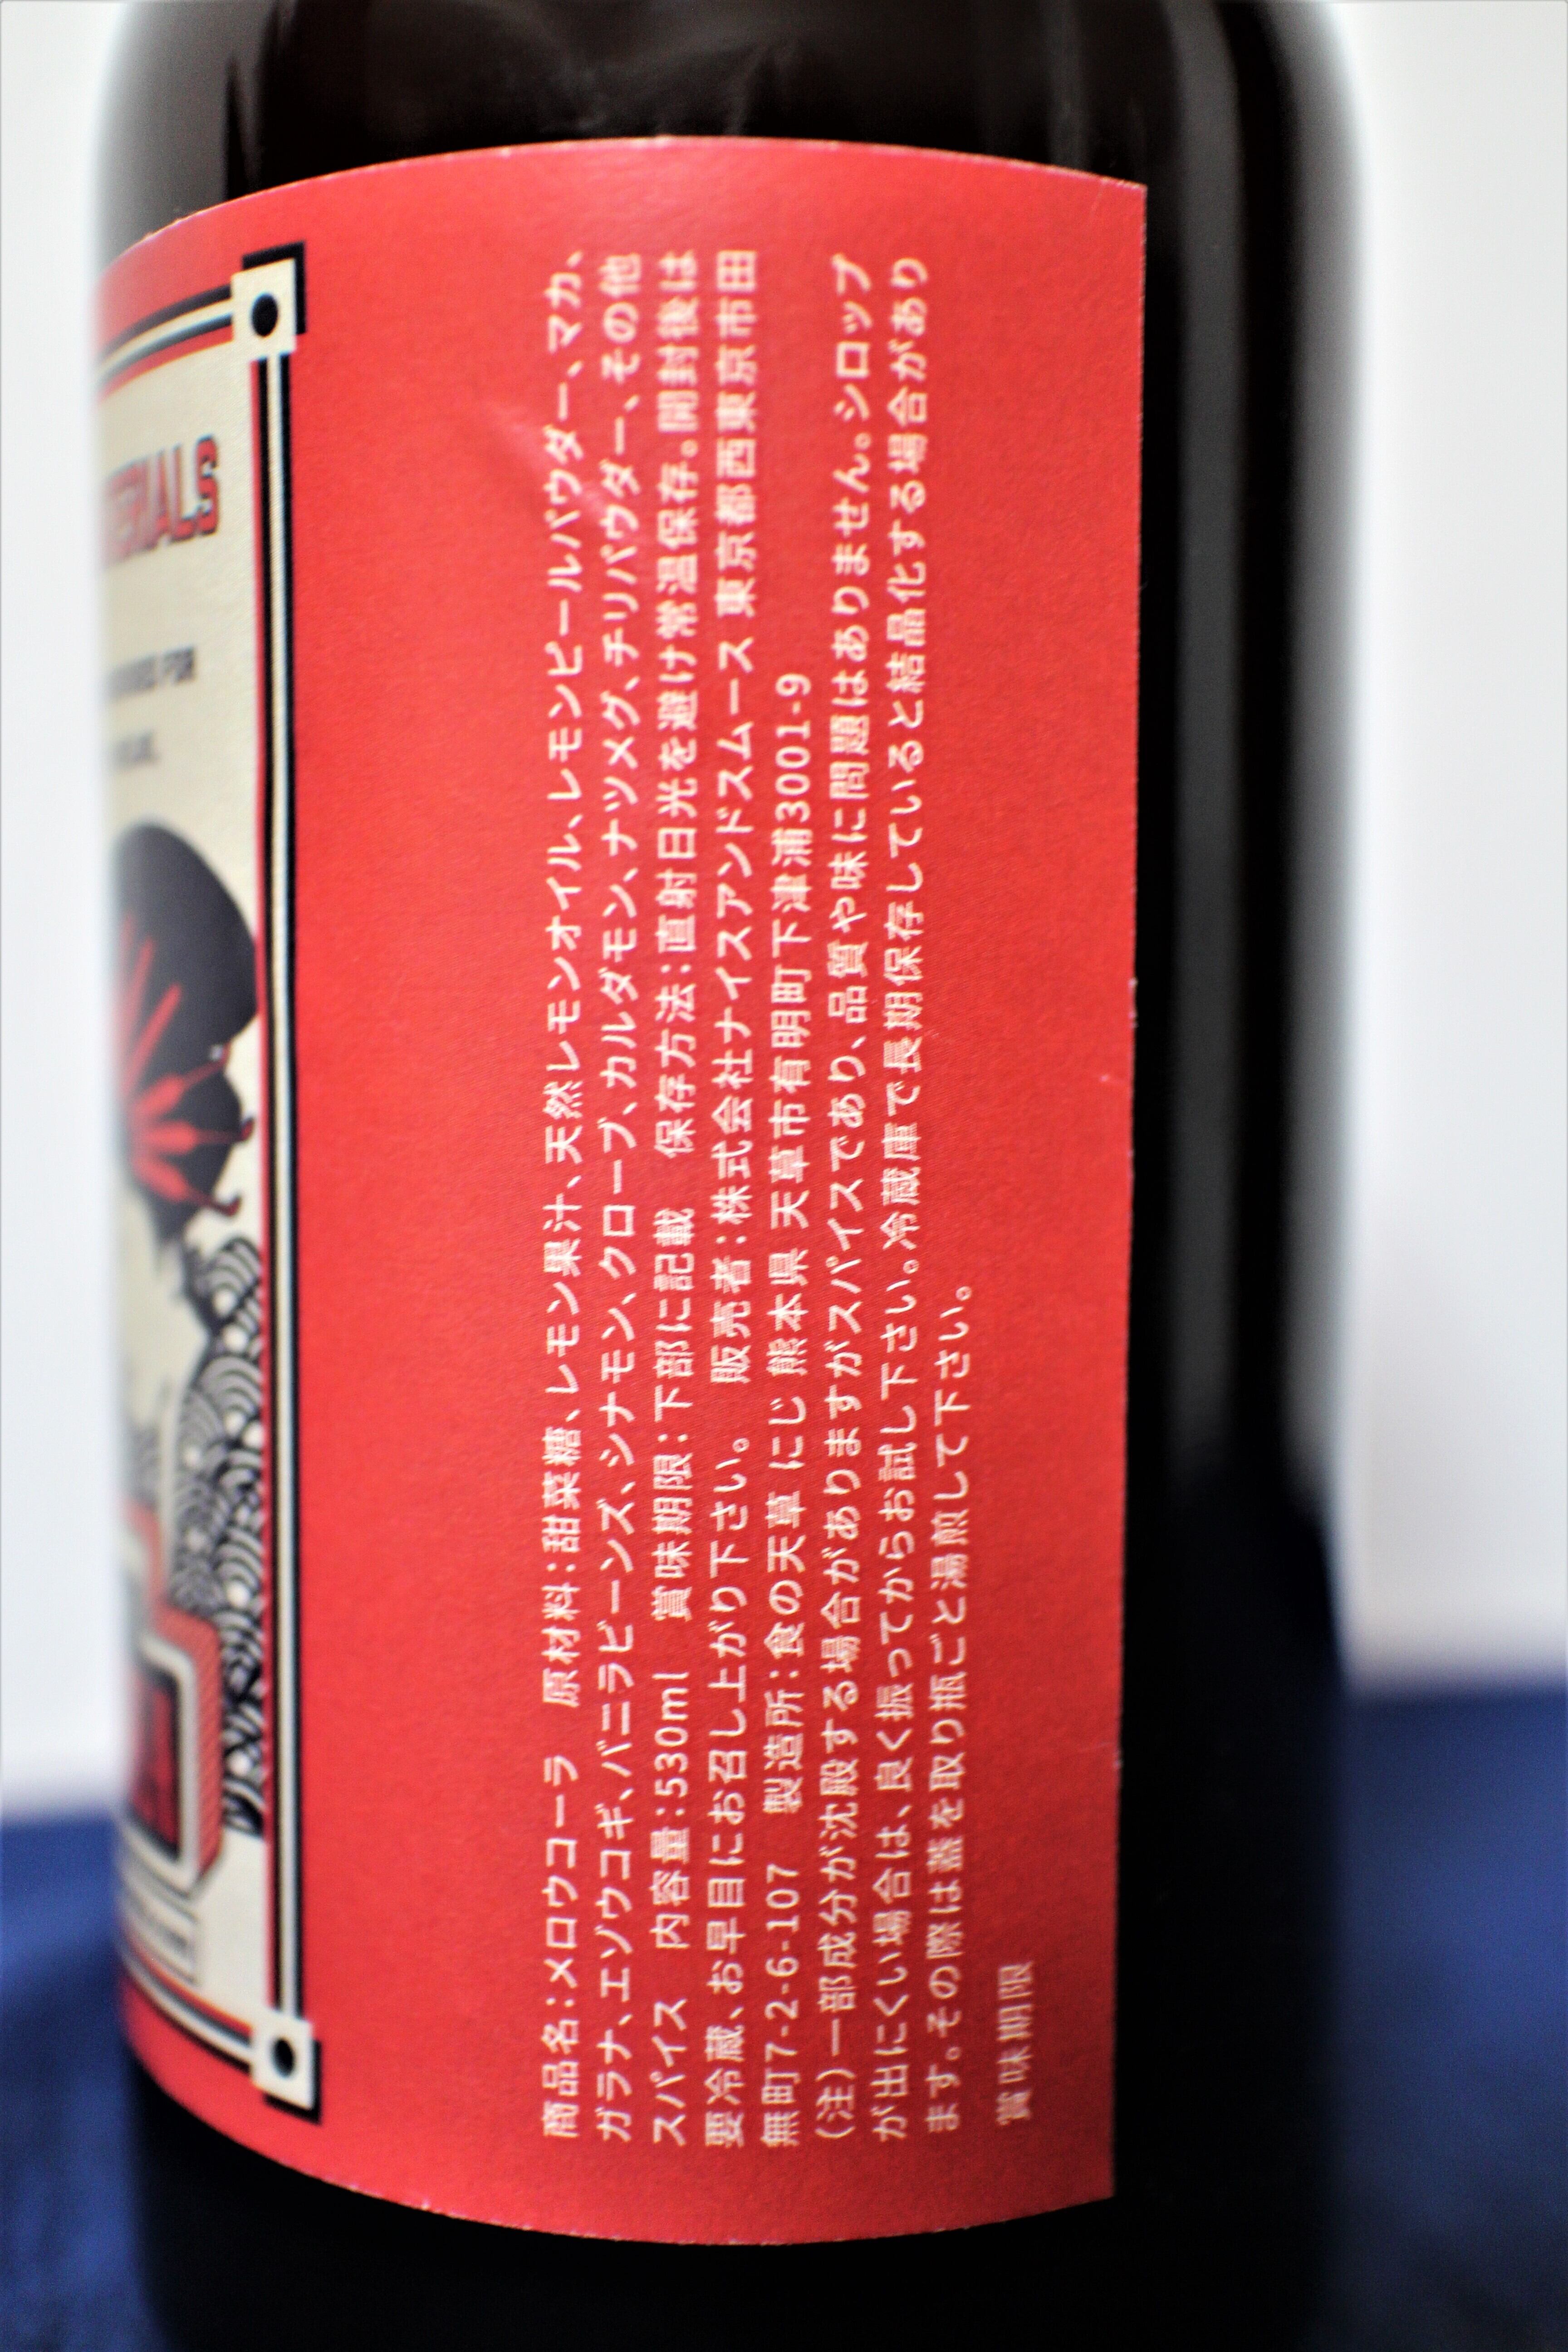 商品名：メロウコーラ　原材料：甜菜糖、レモン果汁、天然レモンオイル、レモンピールパウダー、マカ、
ガラナ、エゾウコギ、バニラビーンズ、シナモン、クローブ、カルダモン、ナツメグ、チリパウダー、その他
スパイス　内容量：530ml　賞味期限：下部に記載　保存方法：直射日光を避け常温保存。開封後は
要冷蔵、お早目にお召し上がり下さい。　販売者：株式会社ナイスアンドスムース 東京都西東京市田
無町7-2-6-107　製造所：食の天草 にじ 熊本県 天草市有明町下津浦3001-9
（注）一部成分が沈殿する場合がありますがスパイスであり、品質や味に問題はありません。シロップ
が出にくい場合は、良く振ってからお試し下さい。冷蔵庫で長期保存していると結晶化する場合があり
ます。その際は蓋を取り瓶ごと湯煎して下さい。
賞味期限